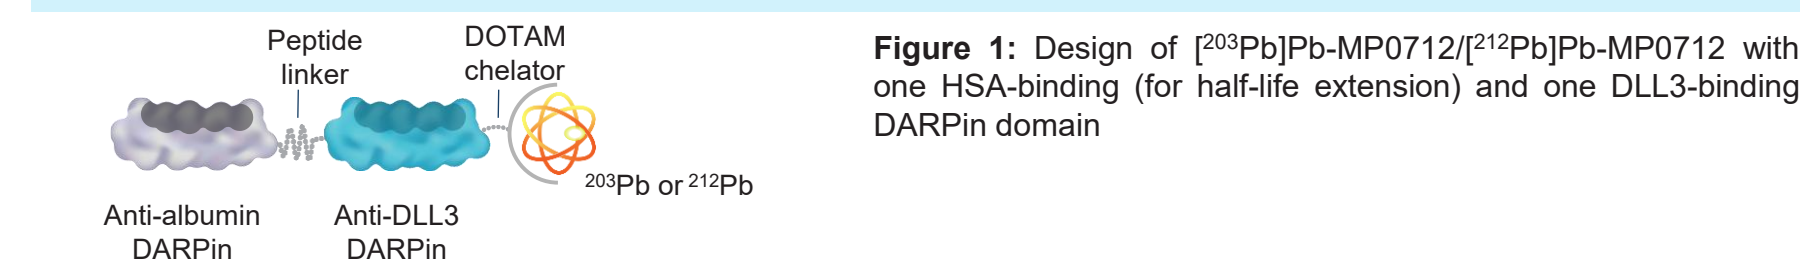 Peptide
linker
DOTAM
chelator
²⁰³Pb or ²¹²Pb
Anti-albumin
DARPin
Anti-DLL3
DARPin
Figure 1: Design of [²⁰³Pb]Pb-MP0712/[²¹²Pb]Pb-MP0712 with
one HSA-binding (for half-life extension) and one DLL3-binding
DARPin domain